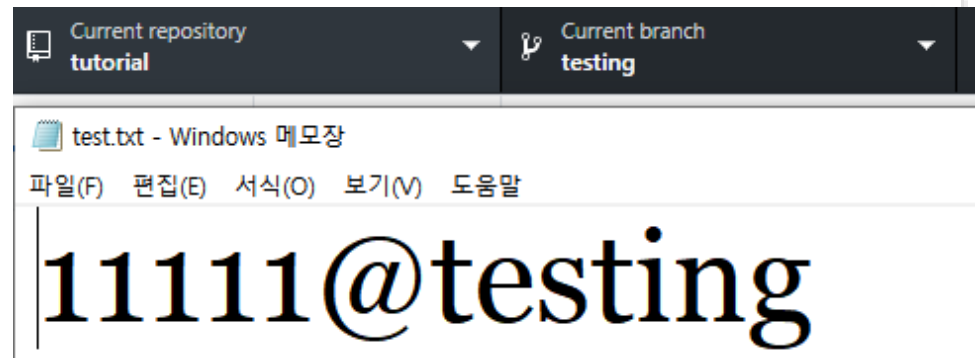 Current repository
tutorial
Current branch
testing
test.txt - Windows 메모장
파일(F) 편집(E) 서식(O) 보기(V) 도움말
11111@testing